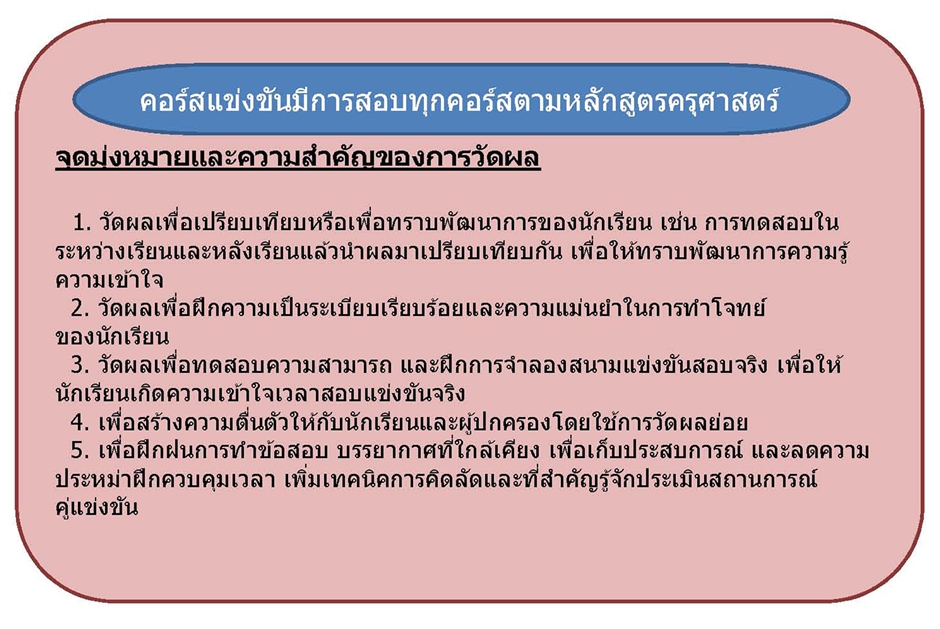 คอร์สแข่งขันมีการสอบทุกคอร์สตามหลักสูตรครุศาสตร์
จุดมุ่งหมายและความสำคัญของการวัดผล
1. วัดผลเพื่อเปรียบเทียบหรือเพื่อทราบพัฒนาการของนักเรียน เช่น การทดสอบใน
ระหว่างเรียนและหลังเรียนแล้วนำผลมาเปรียบเทียบกัน เพื่อให้ทราบพัฒนาการความรู้
ความเข้าใจ
2. วัดผลเพื่อฝึกความเป็นระเบียบเรียบร้อยและความแม่นยำในการทำโจทย์
ของนักเรียน
3. วัดผลเพื่อทดสอบความสามารถ และฝึกการจำลองสนามแข่งขันสอบจริง เพื่อให้
นักเรียนเกิดความเข้าใจเวลาสอบแข่งขันจริง
4. เพื่อสร้างความตื่นตัวให้กับนักเรียนและผู้ปกครองโดยใช้การวัดผลย่อย
5. เพื่อฝึกฝนการทำข้อสอบ บรรยากาศที่ใกล้เคียง เพื่อเก็บประสบการณ์ และลดความ
ประหม่าฝึกควบคุมเวลา เพิ่มเทคนิคการคิดลัดและที่สำคัญรู้จักประเมินสถานการณ์
คู่แข่งขัน